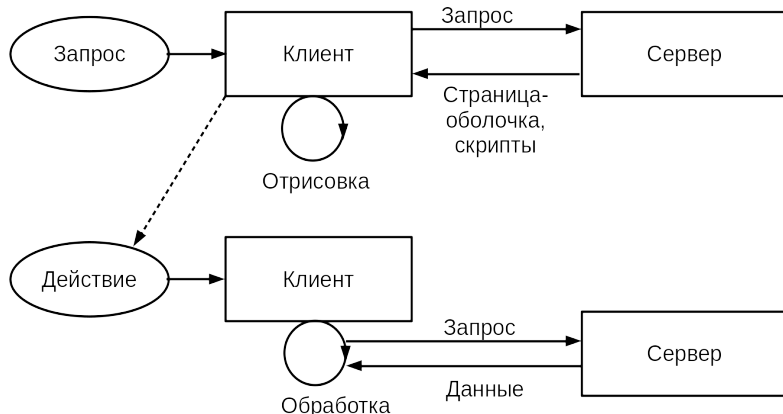 Запрос
Запрос
Клиент
Сервер
Страница-
оболочка,
скрипты
Отрисовка
Действие
Клиент
Запрос
Сервер
Данные
Обработка